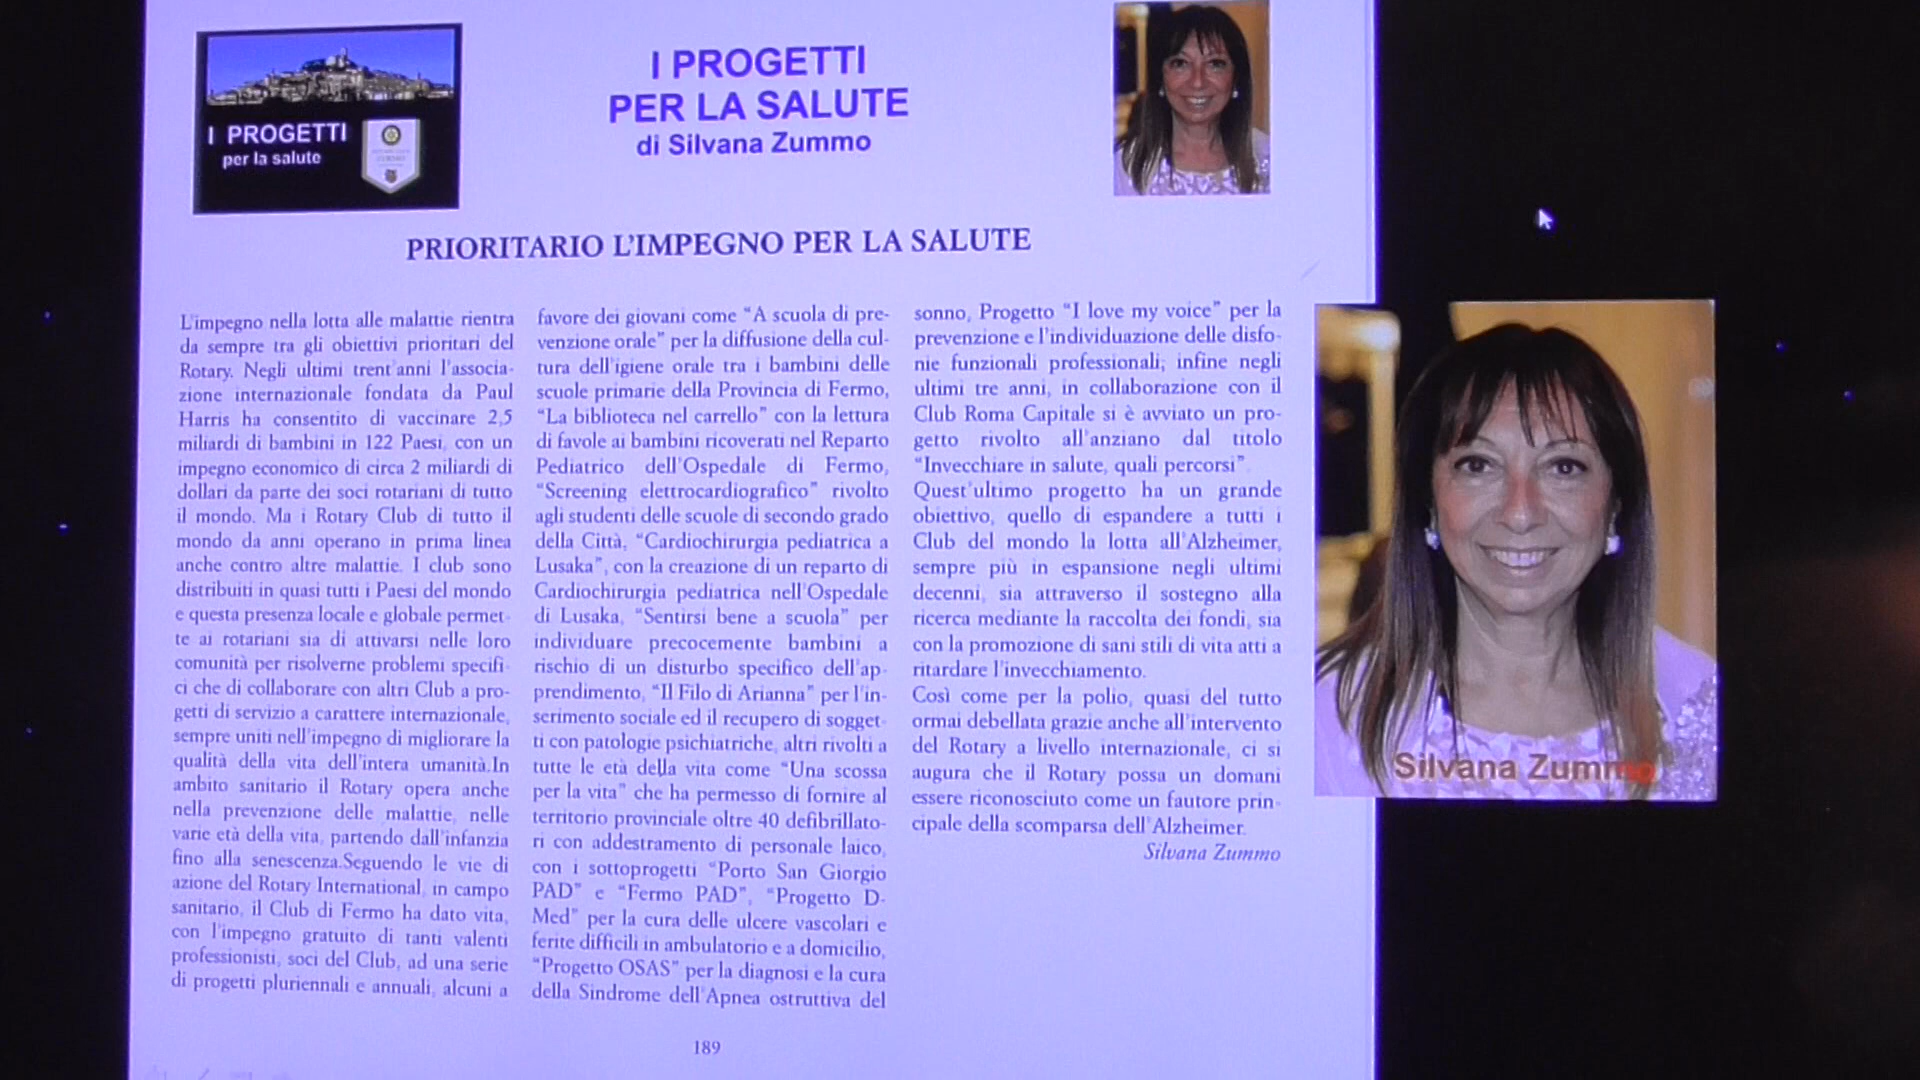 I PROGETTI
per la salute
I PROGETTI
PER LA SALUTE
di Silvana Zummo
PRIORITARIO L'IMPEGNO PER LA SALUTE
L'impegno nella lotta alle malattie rientra
da sempre tra gli obiettivi prioritari del
Rotary. Negli ultimi trent'anni l'associa-
zione internazionale fondata da Paul
Harris ha consentito di vaccinare 2,5
miliardi di bambini in 122 Paesi, con un
impegno economico di circa 2 miliardi di
dollari da parte dei soci rotariani di tutto
il mondo. Ma i Rotary Club di tutto il
mondo da anni operano in prima linea
anche contro altre malattie. I club sono
distribuiti in quasi tutti i Paesi del mondo
e questa presenza locale e globale permet-
te ai rotariani sia di attivarsi nelle loro
comunità per risolverne problemi specifi-
ci che di collaborare con altri Club a pro-
getti di servizio a carattere internazionale,
sempre uniti nell'impegno di migliorare la
qualità della vita dell'intera umanità.In
ambito sanitario il Rotary opera anche
nella prevenzione delle malattie, nelle
varie età della vita, partendo dall'infanzia
fino alla senescenza.Seguendo le vie di
azione del Rotary International, in campo
sanitario, il Club di Fermo ha dato vita,
con l'impegno gratuito di tanti valenti
professionisti, soci del Club, ad una serie
di progetti pluriennali e annuali, alcuni a
favore dei giovani come “A scuola di pre-
venzione orale” per la diffusione della cul-
tura dell'igiene orale tra i bambini delle
scuole primarie della Provincia di Fermo,
“La biblioteca nel carrello” con la lettura
di favole ai bambini ricoverati nel Reparto
Pediatrico dell'Ospedale di Fermo,
“Screening elettrocardiografico” rivolto
agli studenti delle scuole di secondo grado
della Città, “Cardiochirurgia pediatrica a
Lusaka”, con la creazione di un reparto di
Cardiochirurgia pediatrica nell'Ospedale
di Lusaka, “Sentirsi bene a scuola” per
individuare precocemente bambini a
rischio di un disturbo specifico dell'ap-
prendimento, “Il Filo di Arianna” per l'in-
serimento sociale ed il recupero di sogget-
ti con patologie psichiatriche, altri rivolti a
tutte le età della vita come “Una scossa
per la vita” che ha permesso di fornire al
territorio provinciale oltre 40 defibrillato-
ri con addestramento di personale laico,
con i sottoprogetti “Porto San Giorgio
PAD” e “Fermo PAD”, “Progetto D-
Med” per la cura delle ulcere vascolari e
ferite difficili in ambulatorio e a domicilio,
“Progetto OSAS” per la diagnosi e la cura
della Sindrome dell'Apnea ostruttiva del
sonno, Progetto “I love my voice” per la
prevenzione e l'individuazione delle disfo-
nie funzionali professionali; infine negli
ultimi tre anni, in collaborazione con il
Club Roma Capitale si è avviato un pro-
getto rivolto all'anziano dal titolo
“Invecchiare in salute, quali percorsi”.
Quest'ultimo progetto ha un grande
obiettivo, quello di espandere a tutti i
Club del mondo la lotta all'Alzheimer,
sempre più in espansione negli ultimi
decenni, sia attraverso il sostegno alla
ricerca mediante la raccolta dei fondi, sia
con la promozione di sani stili di vita atti a
ritardare l'invecchiamento.
Così come per la polio, quasi del tutto
ormai debellata grazie anche all'intervento
del Rotary a livello internazionale, ci si
augura che il Rotary possa un domani
essere riconosciuto come un fautore prin-
cipale della scomparsa dell'Alzheimer.
Silvana Zummo
189
Silvana Zummo